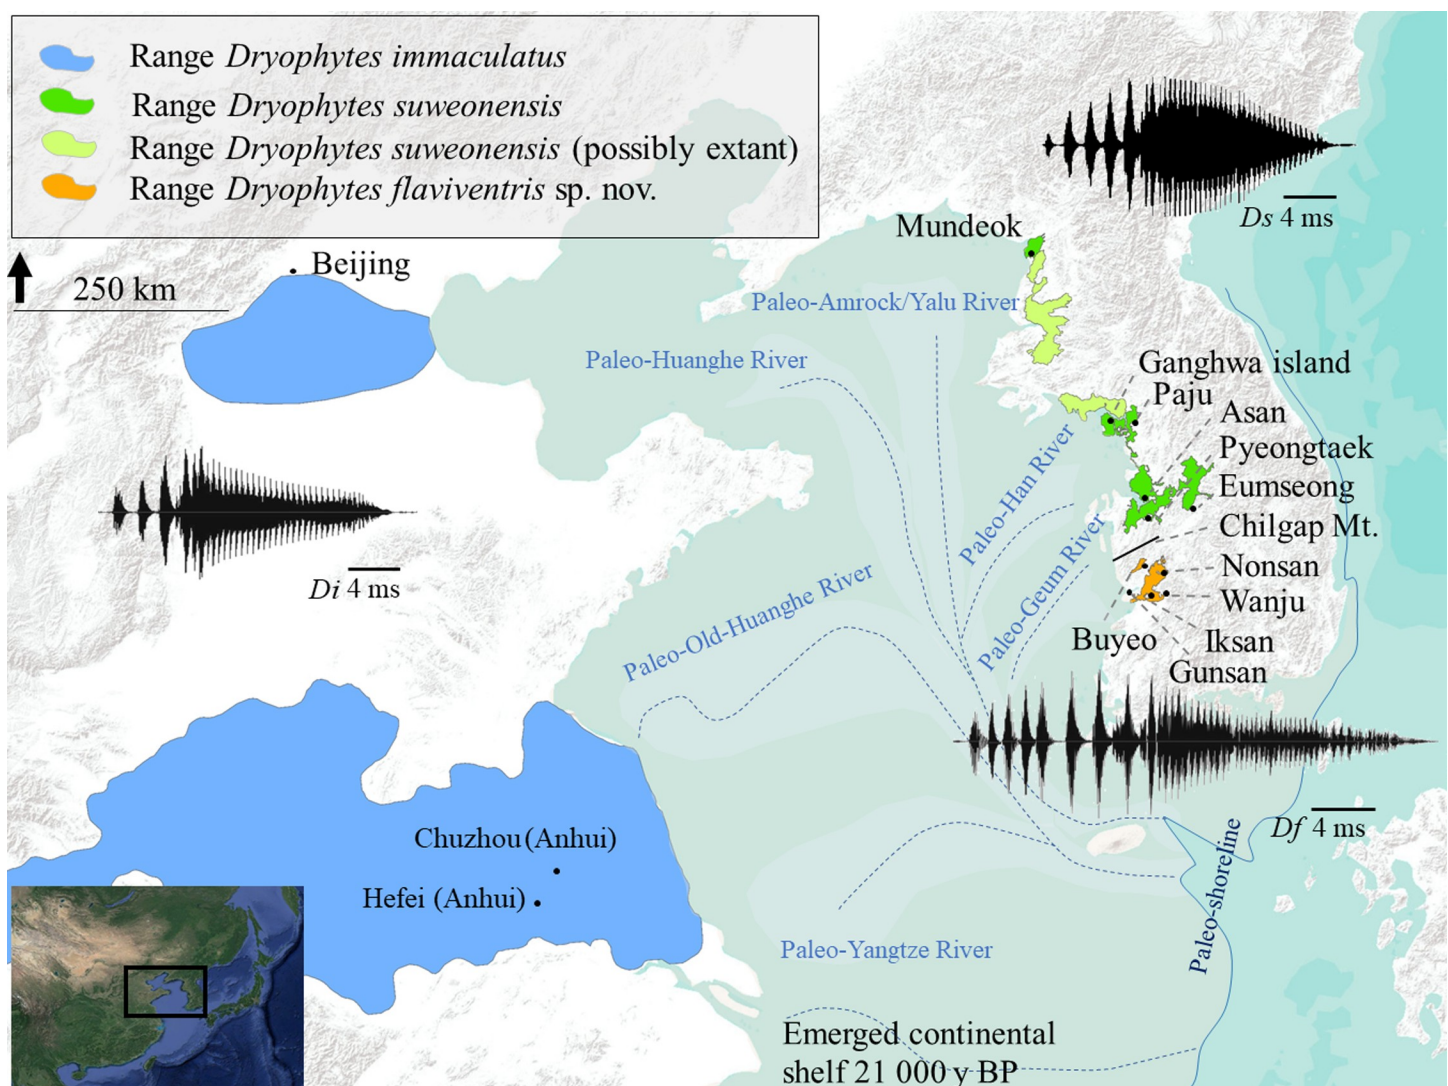 Range Dryophytes immaculatus
Range Dryophytes suweonensis
Range Dryophytes suweonensis (possibly extant)
Range Dryophytes flaviventris sp. nov.
Ds 4 ms
Mundeok
Beijing
250 km
Paleo-Amrock/Yalu River
Paleo-Huanghe River
Ganghwa island
Paju
Asan
Pyeongtaek
Eumseong
Chilgap Mt.
Paleo-Han River
Paleo-Geum River
Nonsan
Wanju
Di 4 ms
Paleo-Old-Huanghe River
Buyeo
Iksan
Gunsan
Df 4 ms
Chuzhou (Anhui)
Hefei (Anhui)
Paleo-shoreline
Paleo-Yangtze River
Emerged continental
shelf 21 000 y BP